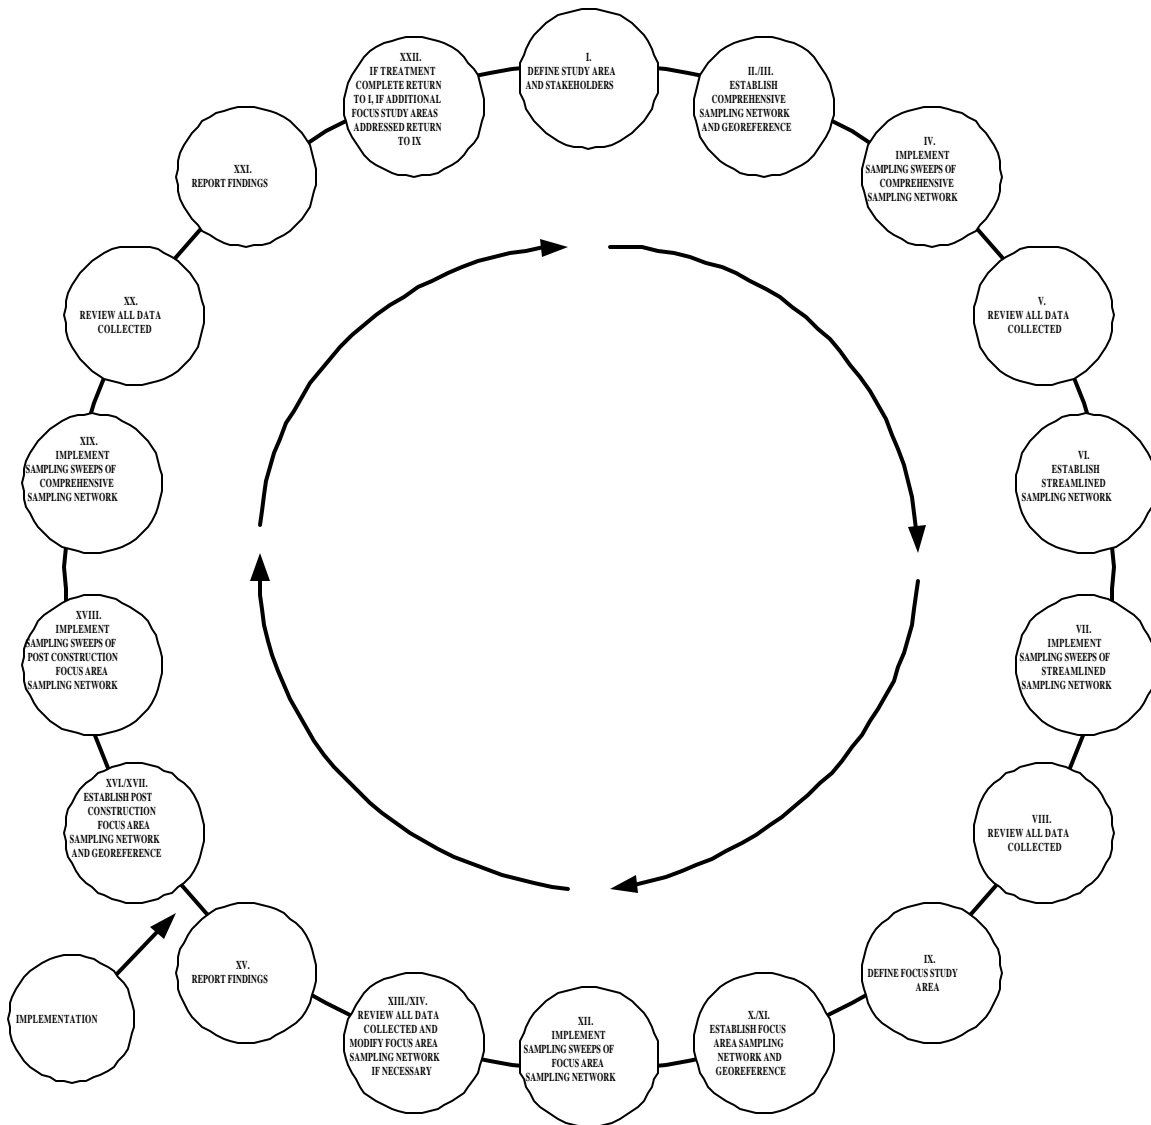 I.
DEFINE STUDY AREA
AND STAKEHOLDERS
II./III.
ESTABLISH
COMPREHENSIVE
SAMPLING NETWORK
AND GEOREFERENCE
IV.
IMPLEMENT
SAMPLING SWEEPS OF
COMPREHENSIVE
SAMPLING NETWORK
V.
REVIEW ALL DATA
COLLECTED
VI.
ESTABLISH
STREAMLINED
SAMPLING NETWORK
VII.
IMPLEMENT
SAMPLING SWEEPS OF
STREAMLINED
SAMPLING NETWORK
VIII.
REVIEW ALL DATA
COLLECTED
IX.
DEFINE FOCUS STUDY
AREA
X./XI.
ESTABLISH FOCUS
AREA SAMPLING
NETWORK AND
GEOREFERENCE
XII.
IMPLEMENT
SAMPLING SWEEPS OF
FOCUS AREA
SAMPLING NETWORK
XIII./XIV.
REVIEW ALL DATA
COLLECTED AND
MODIFY FOCUS AREA
SAMPLING NETWORK
IF NECESSARY
XV.
REPORT FINDINGS
IMPLEMENTATION
XVI./XVII.
ESTABLISH POST
CONSTRUCTION
FOCUS AREA
SAMPLING NETWORK
AND GEOREFERENCE
XVIII.
IMPLEMENT
SAMPLING SWEEPS OF
POST CONSTRUCTION
FOCUS AREA
SAMPLING NETWORK
XIX.
IMPLEMENT
SAMPLING SWEEPS OF
COMPREHENSIVE
SAMPLING NETWORK
XX.
REVIEW ALL DATA
COLLECTED
XXI.
REPORT FINDINGS
XXII.
IF TREATMENT
COMPLETE RETURN
TO I, IF ADDITIONAL
FOCUS STUDY AREAS
ADDRESSED RETURN
TO IX